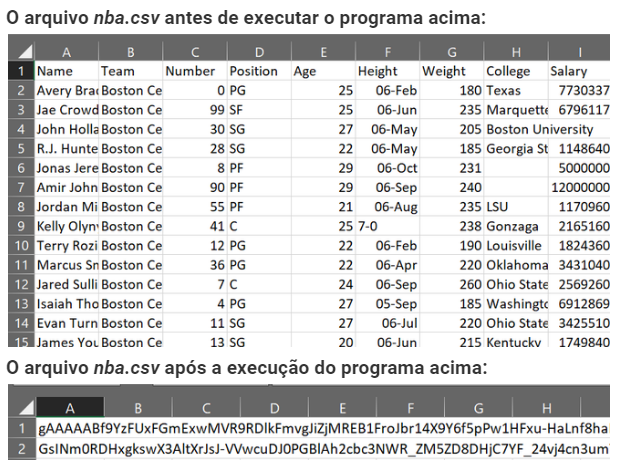 O arquivo nba.csv antes de executar o programa acima:
A B C D E F G H I
1 Name Team Number Position Age Height Weight College Salary
2 Avery Brac Boston Ce 0 PG 25 06-Feb 180 Texas 7730337
3 Jae Crowd Boston Ce 99 SF 25 06-Jun 235 Marquette 6796117
4 John Holla Boston Ce 30 SG 27 06-May 205 Boston University
5 R.J. Hunte Boston Ce 28 SG 22 06-May 185 Georgia St 1148640
6 Jonas Jere Boston Ce 8 PF 29 06-Oct 231 5000000
7 Amir John Boston Ce 90 PF 29 06-Sep 240 12000000
8 Jordan Mi Boston Ce 55 PF 21 06-Aug 235 LSU 1170960
9 Kelly Olyn Boston Ce 41 C 25 7-0 238 Gonzaga 2165160
10 Terry Rozi Boston Ce 12 PG 22 06-Feb 190 Louisville 1824360
11 Marcus Sn Boston Ce 36 PG 22 06-Apr 220 Oklahoma 3431040
12 Jared Sulli Boston Ce 7 C 24 06-Sep 260 Ohio State 2569260
13 Isaiah Tho Boston Ce 4 PG 27 05-Sep 185 Washingto 6912869
14 Evan Turn Boston Ce 11 SG 27 06-Jul 220 Ohio State 3425510
15 James You Boston Ce 13 SG 20 06-Jun 215 Kentucky 1749840
O arquivo nba.csv após a execução do programa acima:
A B C D E F G H
1 gAAAAABf9YzFUxFGmExwMVR9RDIkFmvgJiZjMREB1FroJbr14X9Y6f5pPw1HFxu-HaLnf8ha
2 GsINm0RDHxgkswX3AltXrJsJ-VVwcuDJ0PGBlAh2cbc3NWR_ZM5ZD8DHjC7YF_24vj4cn3um